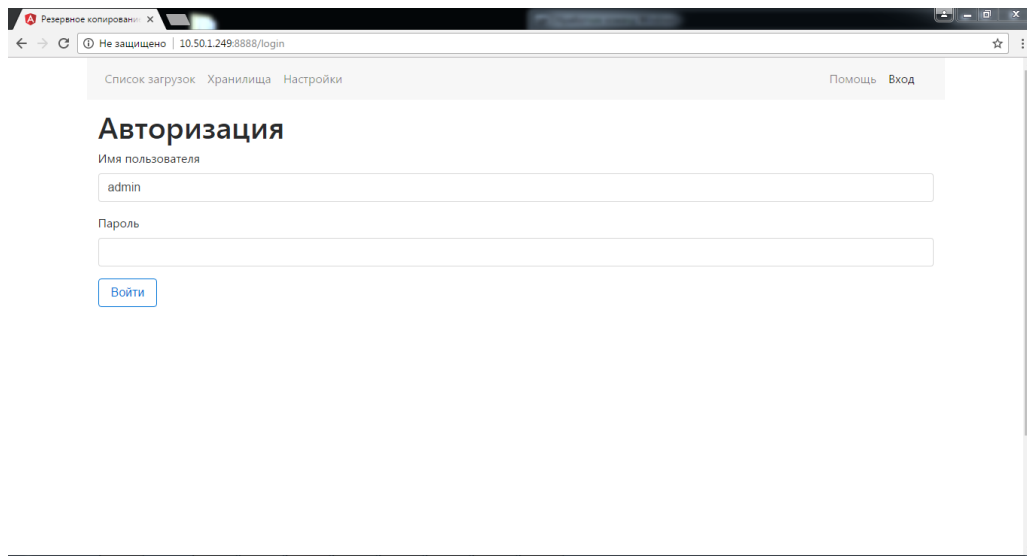 Резервное копировани
Не защищено | 10.50.1.249:8888/login
Список загрузок Хранилища Настройки Помощь Вход
Авторизация
Имя пользователя
admin
Пароль
Войти